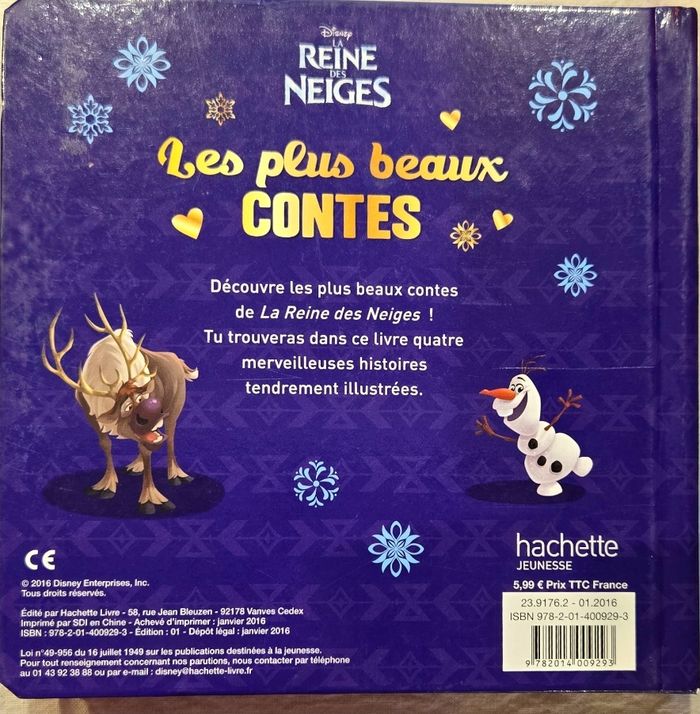 Disney
LA
REINE
DES
NEIGES
Les plus beaux
CONTES
Découvre les plus beaux contes
de La Reine des Neiges !
Tu trouveras dans ce livre quatre
merveilleuses histoires
tendrement illustrées.
CE
© 2016 Disney Enterprises, Inc.
Tous droits réservés.
Édité par Hachette Livre – 58, rue Jean Bleuzen – 92178 Vanves Cedex
Imprimé par SDI en Chine - Achevé d'imprimer : janvier 2016
ISBN : 978-2-01-400929-3 - Édition : 01 - Dépôt légal : janvier 2016
Loi n°49-956 du 16 juillet 1949 sur les publications destinées à la jeunesse.
Pour tout renseignement concernant nos parutions, nous contacter par téléphone
au 01 43 92 38 88 ou par e-mail : disney@hachette-livre.fr
hachette
JEUNESSE
5,99 € Prix TTC France
23.9176.2 - 01.2016
ISBN 978-2-01-400929-3
9 782014 009293